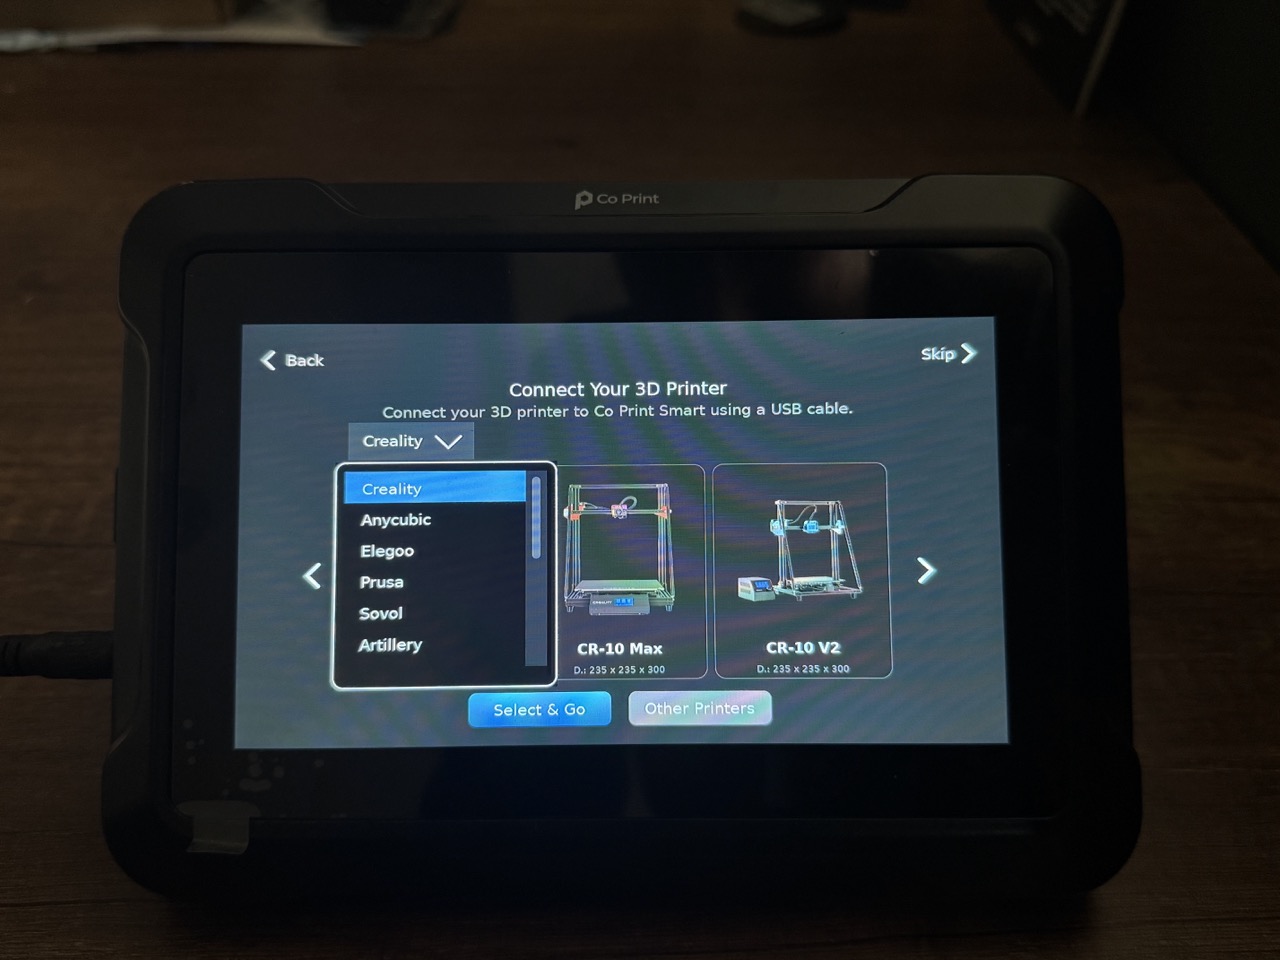 Co Print
Back
Skip
Connect Your 3D Printer
Connect your 3D printer to Co Print Smart using a USB cable.
Creality
Creality
Anycubic
Elegoo
Prusa
Sovol
Artillery
CR-10 Max
D.: 235 x 235 x 300
CR-10 V2
D.: 235 x 235 x 300
Select & Go
Other Printers